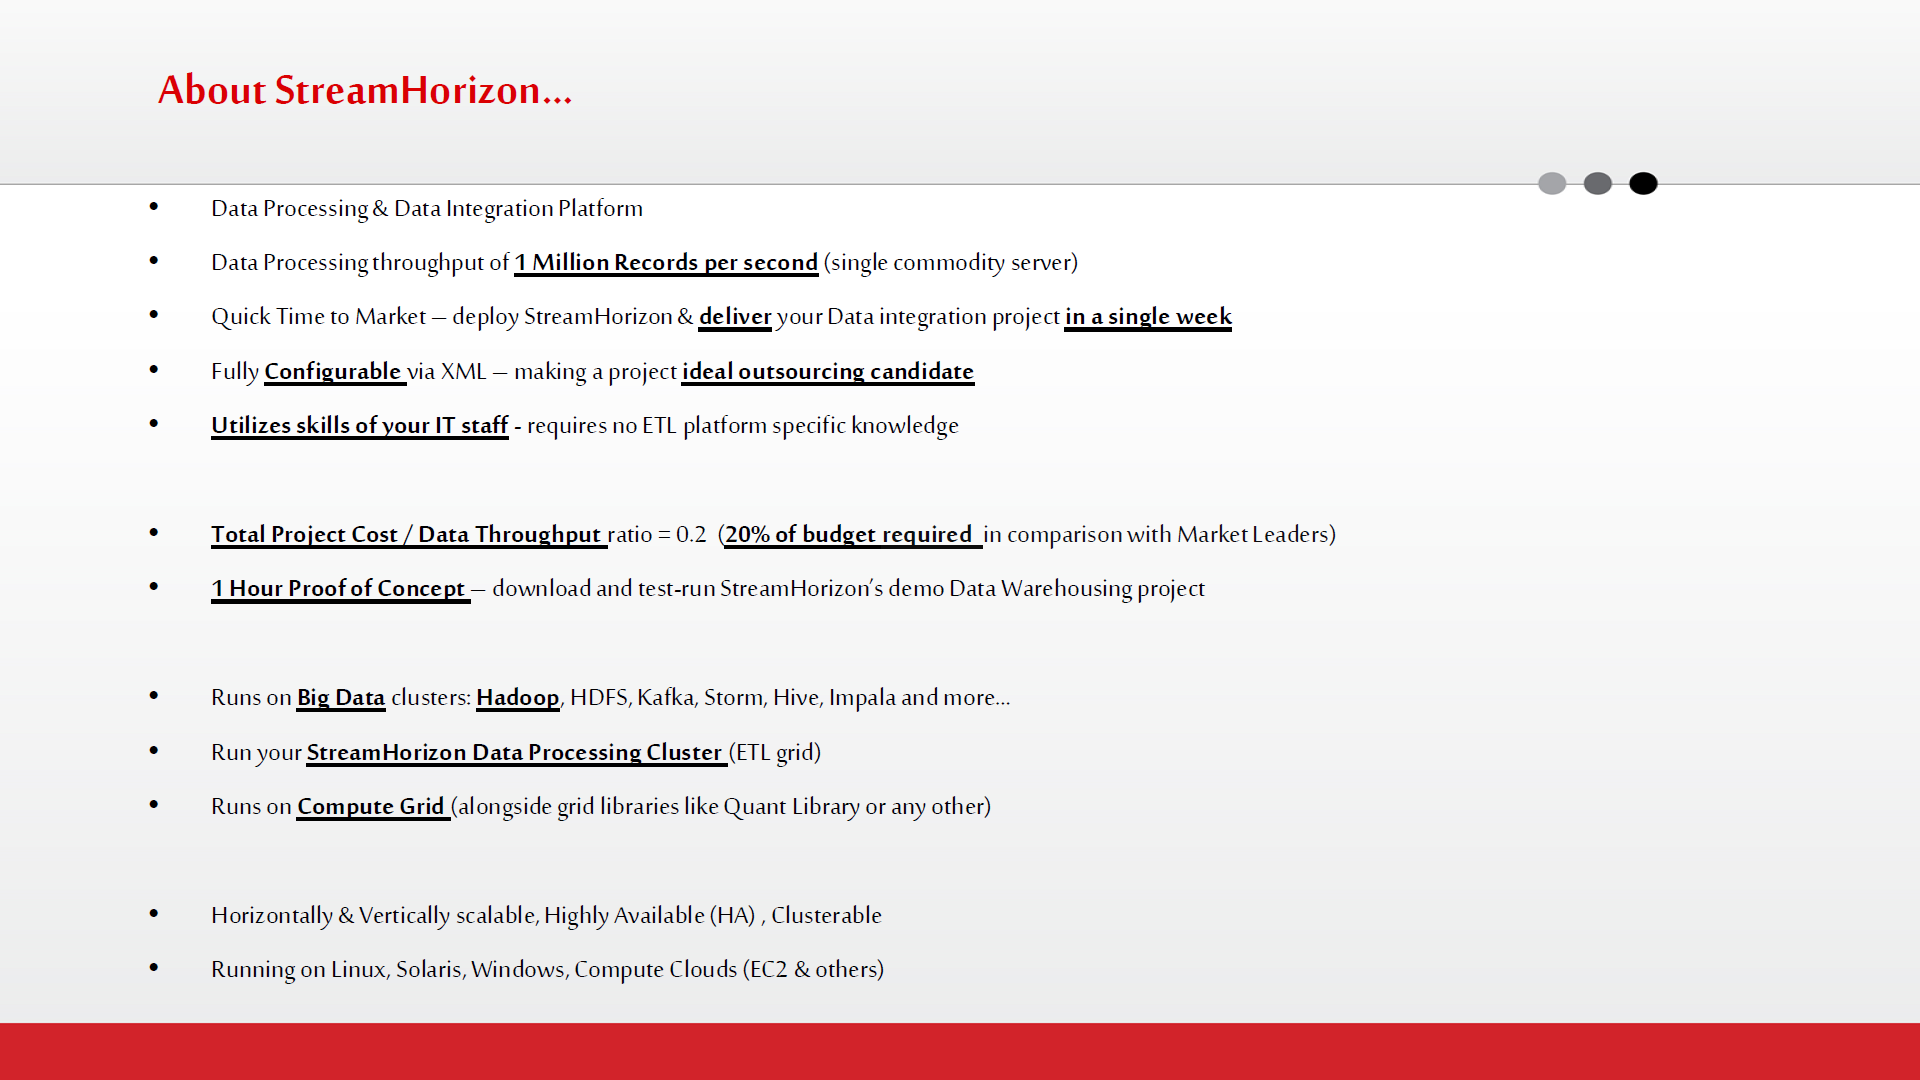 About StreamHorizon...
• Data Processing & Data Integration Platform
• Data Processing throughput of 1 Million Records per second (single commodity server)
• Quick Time to Market – deploy StreamHorizon & deliver your Data integration project in a single week
• Fully Configurable via XML – making a project ideal outsourcing candidate
• Utilizes skills of your IT staff - requires no ETL platform specific knowledge
• Total Project Cost / Data Throughput ratio = 0.2 (20% of budget required in comparison with Market Leaders)
• 1 Hour Proof of Concept – download and test-run StreamHorizon’s demo Data Warehousing project
• Runs on Big Data clusters: Hadoop, HDFS, Kafka, Storm, Hive, Impala and more...
• Run your StreamHorizon Data Processing Cluster (ETL grid)
• Runs on Compute Grid (alongside grid libraries like Quant Library or any other)
• Horizontally & Vertically scalable, Highly Available (HA) , Clusterable
• Running on Linux, Solaris, Windows, Compute Clouds (EC2 & others)